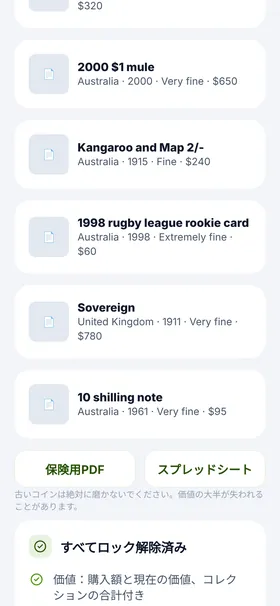 $320
2000 $1 mule
Australia · 2000 · Very fine · $650
Kangaroo and Map 2/-
Australia · 1915 · Fine · $240
1998 rugby league rookie card
Australia · 1998 · Extremely fine ·
$60
Sovereign
United Kingdom · 1911 · Very fine ·
$780
10 shilling note
Australia · 1961 · Very fine · $95
保険用PDF
スプレッドシート
古いコインは絶対に磨かないでください。価値の大半が失われる
ことがあります。
すべてロック解除済み
価値：購入額と現在の価値、コレク
ションの合計付き